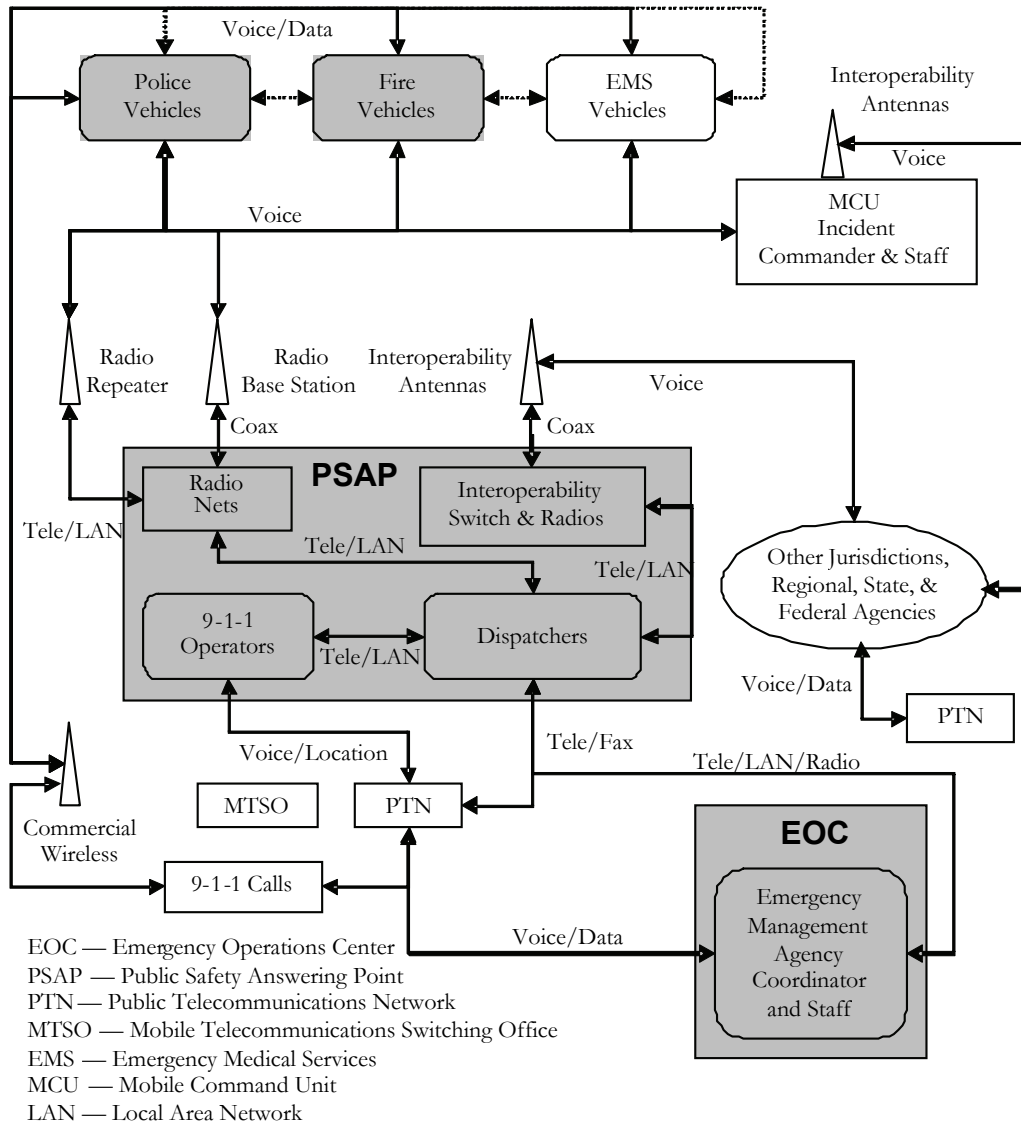 Voice/Data
Police
Vehicles
Fire
Vehicles
EMS
Vehicles
Interoperability
Antennas
Voice
MCU
Incident
Commander & Staff
Voice
Radio
Repeater
Radio
Base Station
Interoperability
Antennas
Voice
Coax
Coax
PSAP
Radio
Nets
Interoperability
Switch & Radios
Tele/LAN
Tele/LAN
Tele/LAN
Other Jurisdictions,
Regional, State, &
Federal Agencies
9-1-1
Operators
Tele/LAN
Dispatchers
Voice/Data
PTN
Voice/Location
Tele/Fax
Tele/LAN/Radio
MTSO
PTN
Commercial
Wireless
9-1-1 Calls
EOC
Emergency
Management
Agency
Coordinator
and Staff
Voice/Data
EOC — Emergency Operations Center
PSAP — Public Safety Answering Point
PTN — Public Telecommunications Network
MTSO — Mobile Telecommunications Switching Office
EMS — Emergency Medical Services
MCU — Mobile Command Unit
LAN — Local Area Network